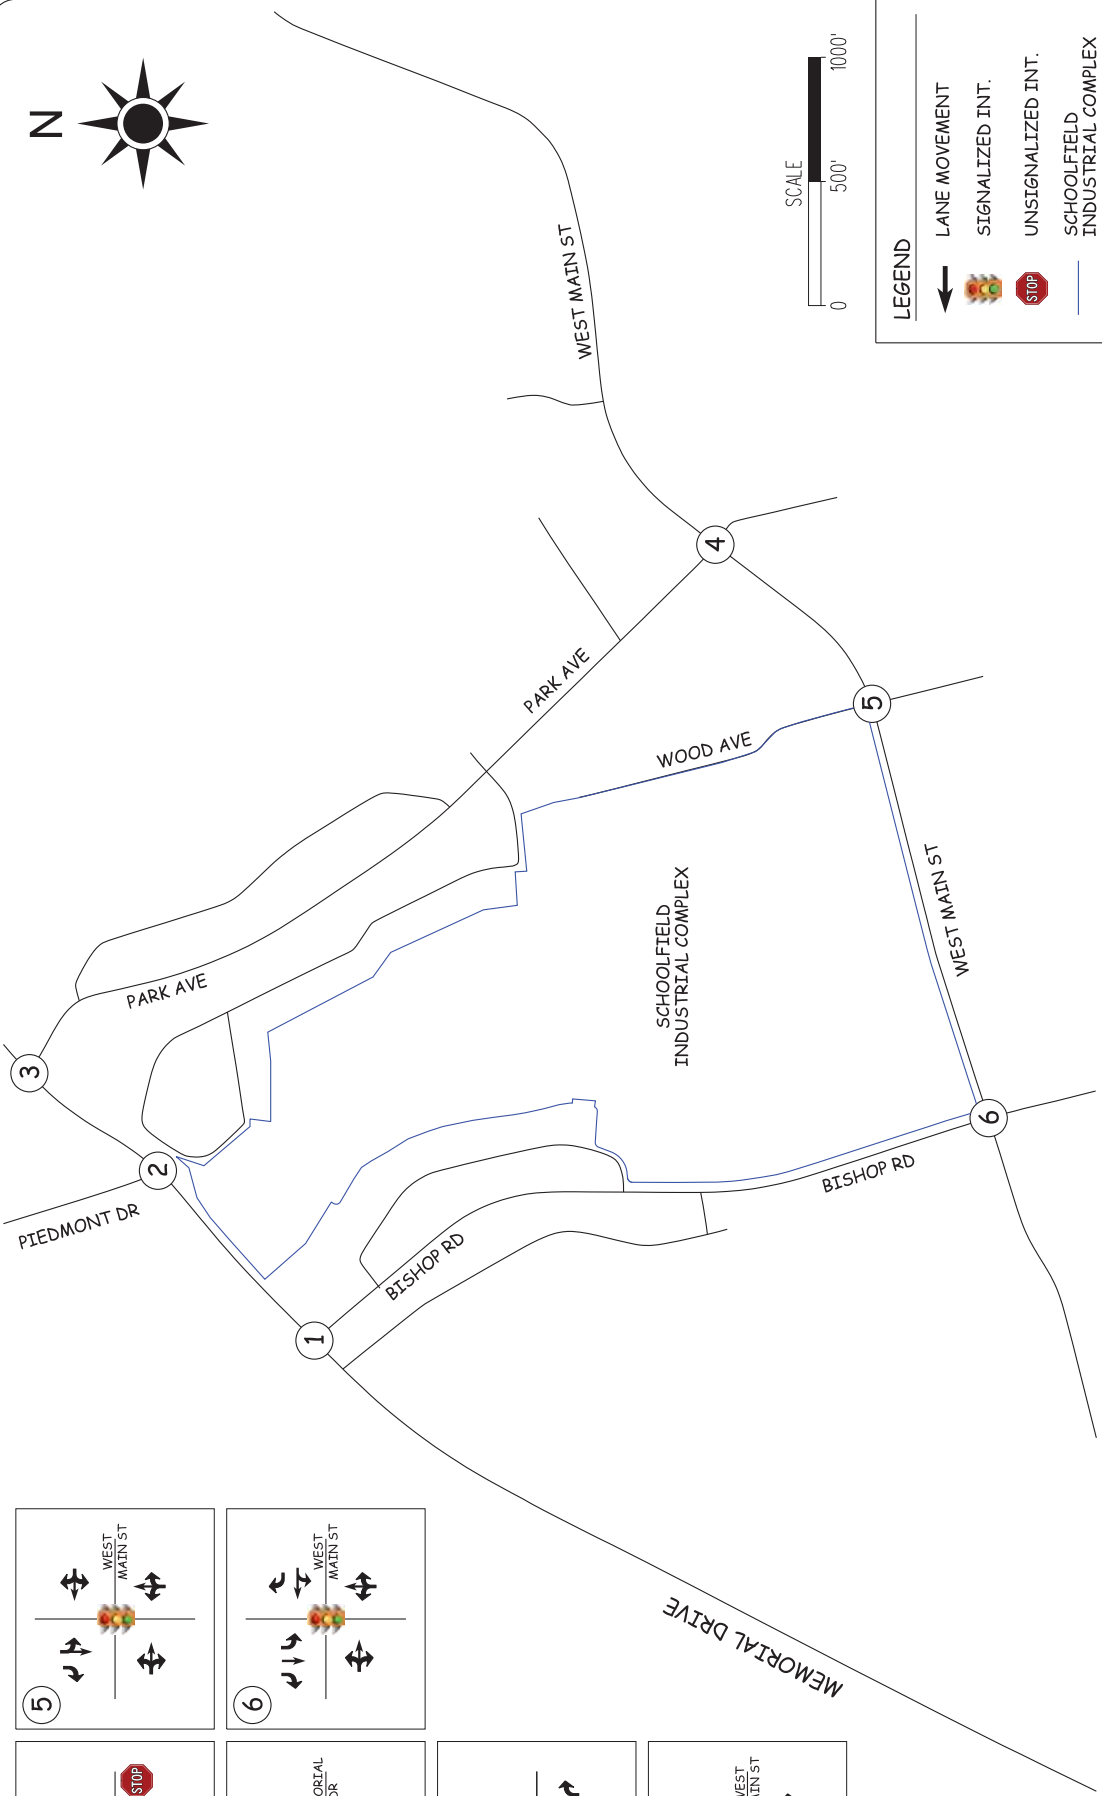 N
WEST MAIN ST
SCALE
0
500'
1000'
LEGEND
LANE MOVEMENT
SIGNALIZED INT.
STOP
UNSIGNALIZED INT.
SCHOOLFIELD
INDUSTRIAL COMPLEX
4
PARK AVE
5
WOOD AVE
WEST MAIN ST
SCHOOLFIELD
INDUSTRIAL COMPLEX
PARK AVE
3
2
PIEDMONT DR
6
BISHOP RD
BISHOP RD
1
MEMORIAL DRIVE
5
WEST
MAIN ST
6
WEST
MAIN ST
STOP
ORIAL
DR